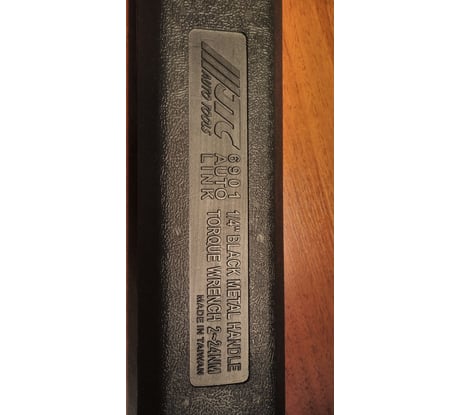 JTC
AUTO TOOLS
6901 1/4" BLACK METAL HANDLE
AUTO TORQUE WRENCH 2~24NM
LINK MADE IN TAIWAN